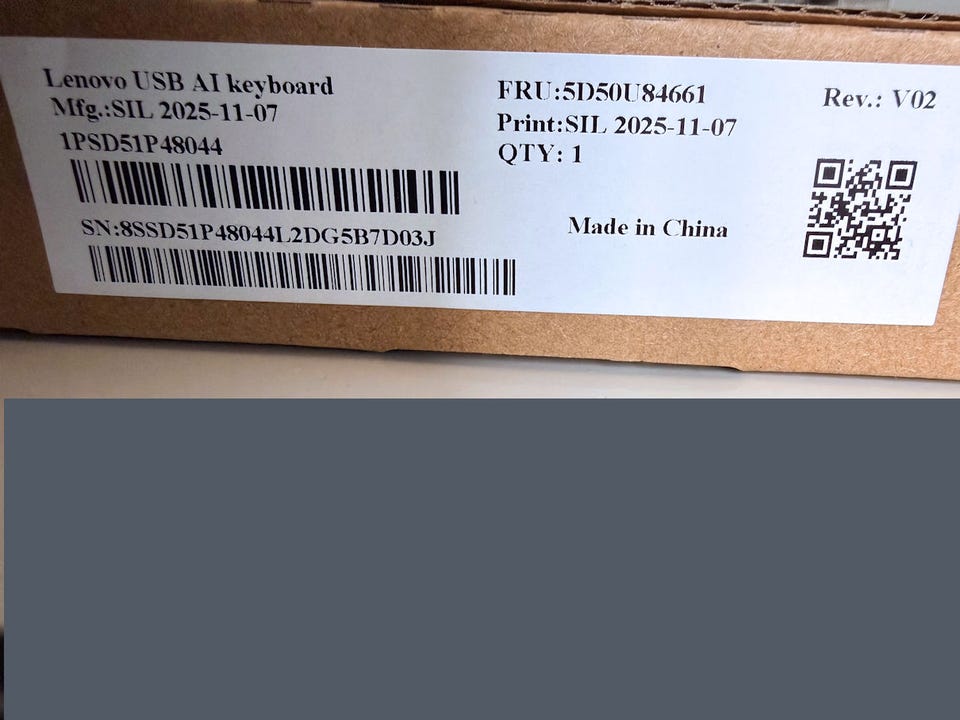 Lenovo USB AI keyboard
Mfg.:SIL 2025-11-07
1PSD51P48044
SN:8SSD51P48044L2DG5B7D03J
FRU:5D50U84661
Print:SIL 2025-11-07
QTY: 1
Made in China
Rev.: V02